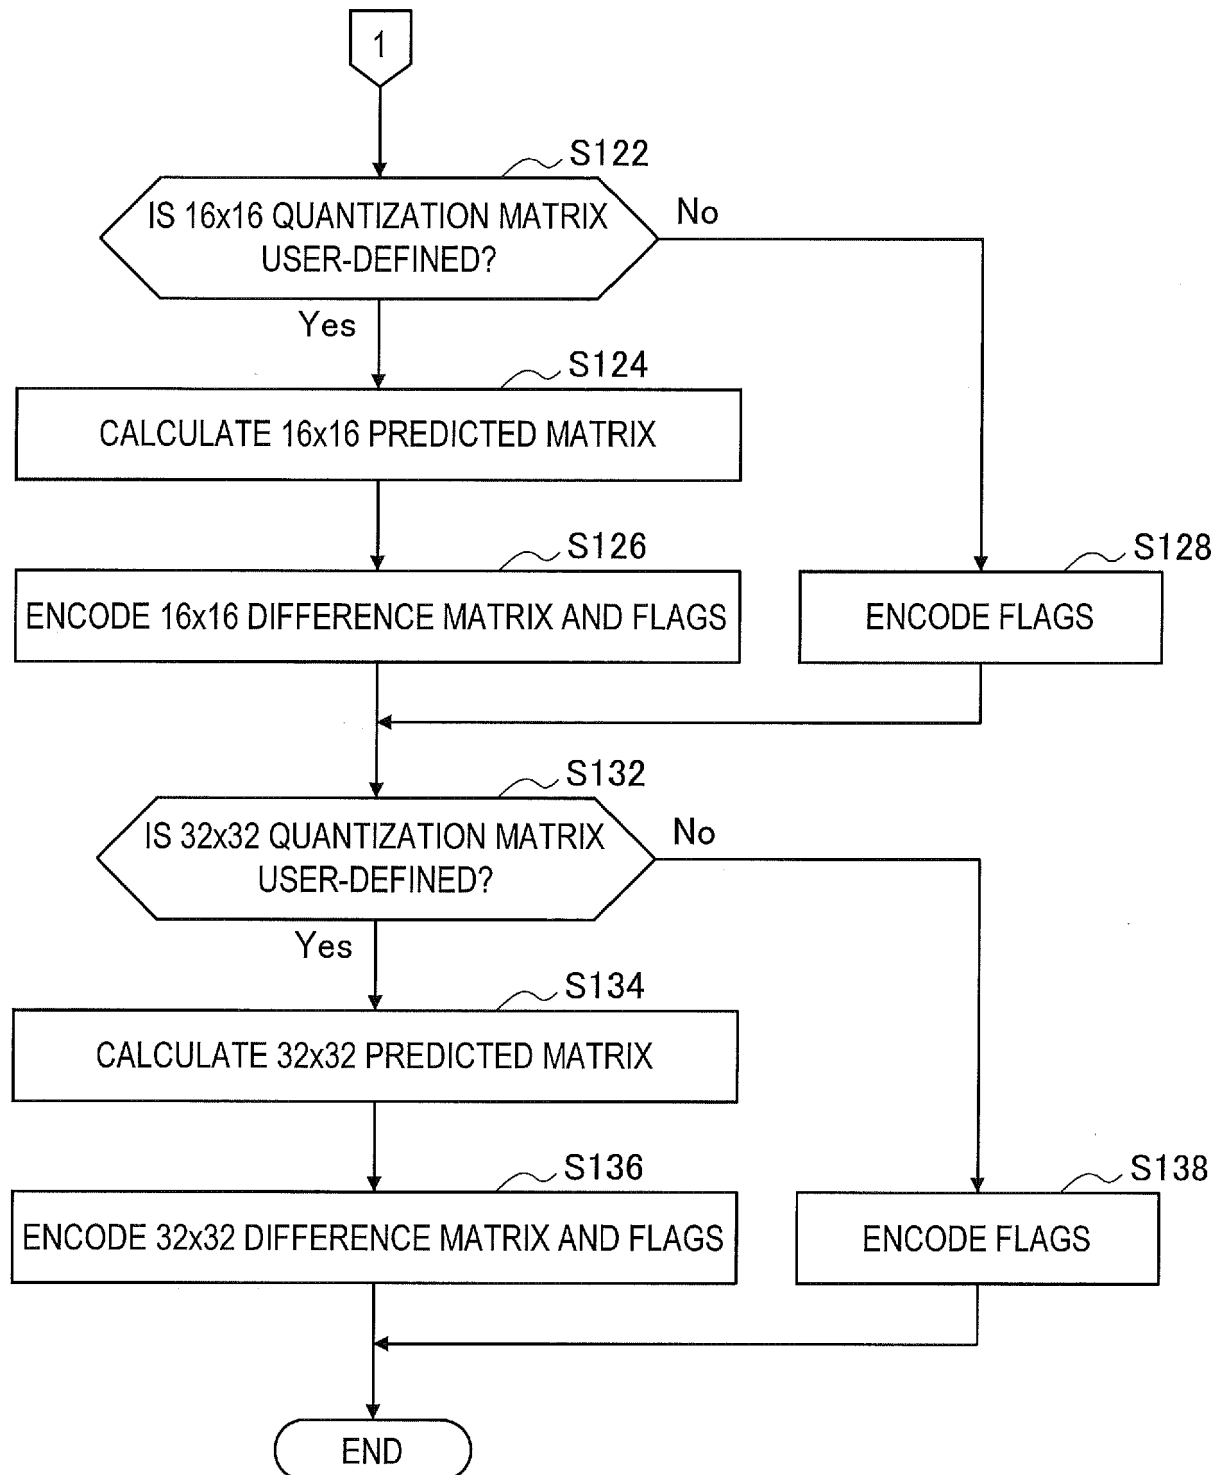 1
S122
IS 16x16 QUANTIZATION MATRIX
USER-DEFINED?
No
Yes
S124
CALCULATE 16x16 PREDICTED MATRIX
S126
ENCODE 16x16 DIFFERENCE MATRIX AND FLAGS
S128
ENCODE FLAGS
S132
IS 32x32 QUANTIZATION MATRIX
USER-DEFINED?
No
Yes
S134
CALCULATE 32x32 PREDICTED MATRIX
S136
ENCODE 32x32 DIFFERENCE MATRIX AND FLAGS
S138
ENCODE FLAGS
END